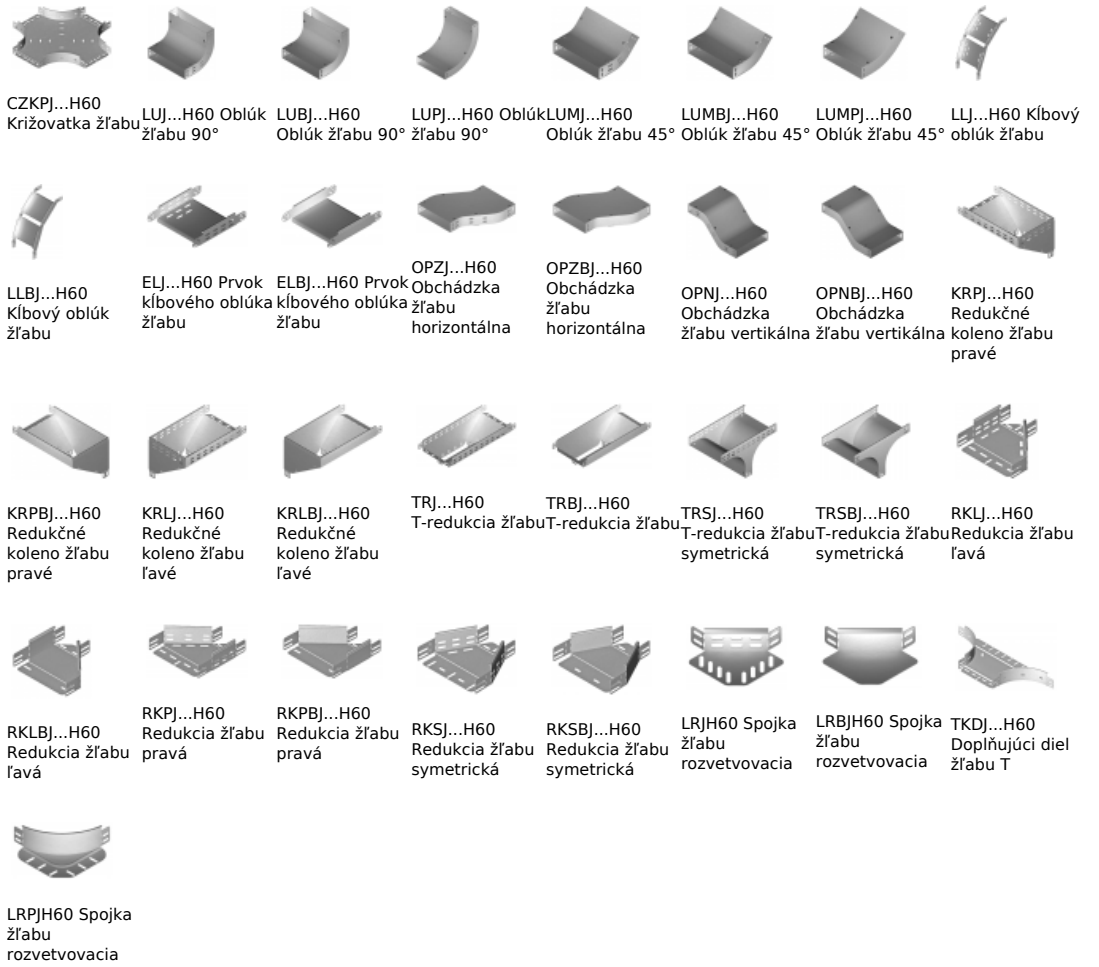 CZKPJ...H60
Križovatka žľabu
LUJ...H60 Oblúk
žľabu 90°
LUBJ...H60
Oblúk žľabu 90°
LUPJ...H60 Oblúk
žľabu 90°
LUMJ...H60
Oblúk žľabu 45°
LUMBJ...H60
Oblúk žľabu 45°
LUMPJ...H60
Oblúk žľabu 45°
LLJ...H60 Kĺbový
oblúk žľabu
LLBJ...H60
Kĺbový oblúk
žľabu
ELJ...H60 Prvok
kĺbového oblúka
žľabu
ELBJ...H60 Prvok
kĺbového oblúka
žľabu
OPZJ...H60
Obchádzka
žľabu
horizontálna
OPZBJ...H60
Obchádzka
žľabu
horizontálna
OPNJ...H60
Obchádzka
žľabu vertikálna
OPNBJ...H60
Obchádzka
žľabu vertikálna
KRPJ...H60
Redukčné
koleno žľabu
pravé
KRPBJ...H60
Redukčné
koleno žľabu
pravé
KRLJ...H60
Redukčné
koleno žľabu
ľavé
KRLBJ...H60
Redukčné
koleno žľabu
ľavé
TRJ...H60
T-redukcia žľabu
TRBJ...H60
T-redukcia žľabu
TRSJ...H60
T-redukcia žľabu
symetrická
TRSBJ...H60
T-redukcia žľabu
symetrická
RKLJ...H60
Redukcia žľabu
ľavá
RKLBJ...H60
Redukcia žľabu
ľavá
RKPJ...H60
Redukcia žľabu
pravá
RKPBJ...H60
Redukcia žľabu
pravá
RKSJ...H60
Redukcia žľabu
symetrická
RKSBJ...H60
Redukcia žľabu
symetrická
LRJH60 Spojka
žľabu
rozvetvovacia
LRBJH60 Spojka
žľabu
rozvetvovacia
TKDJ...H60
Doplňujúci diel
žľabu T
LRPJH60 Spojka
žľabu
rozvetvovacia